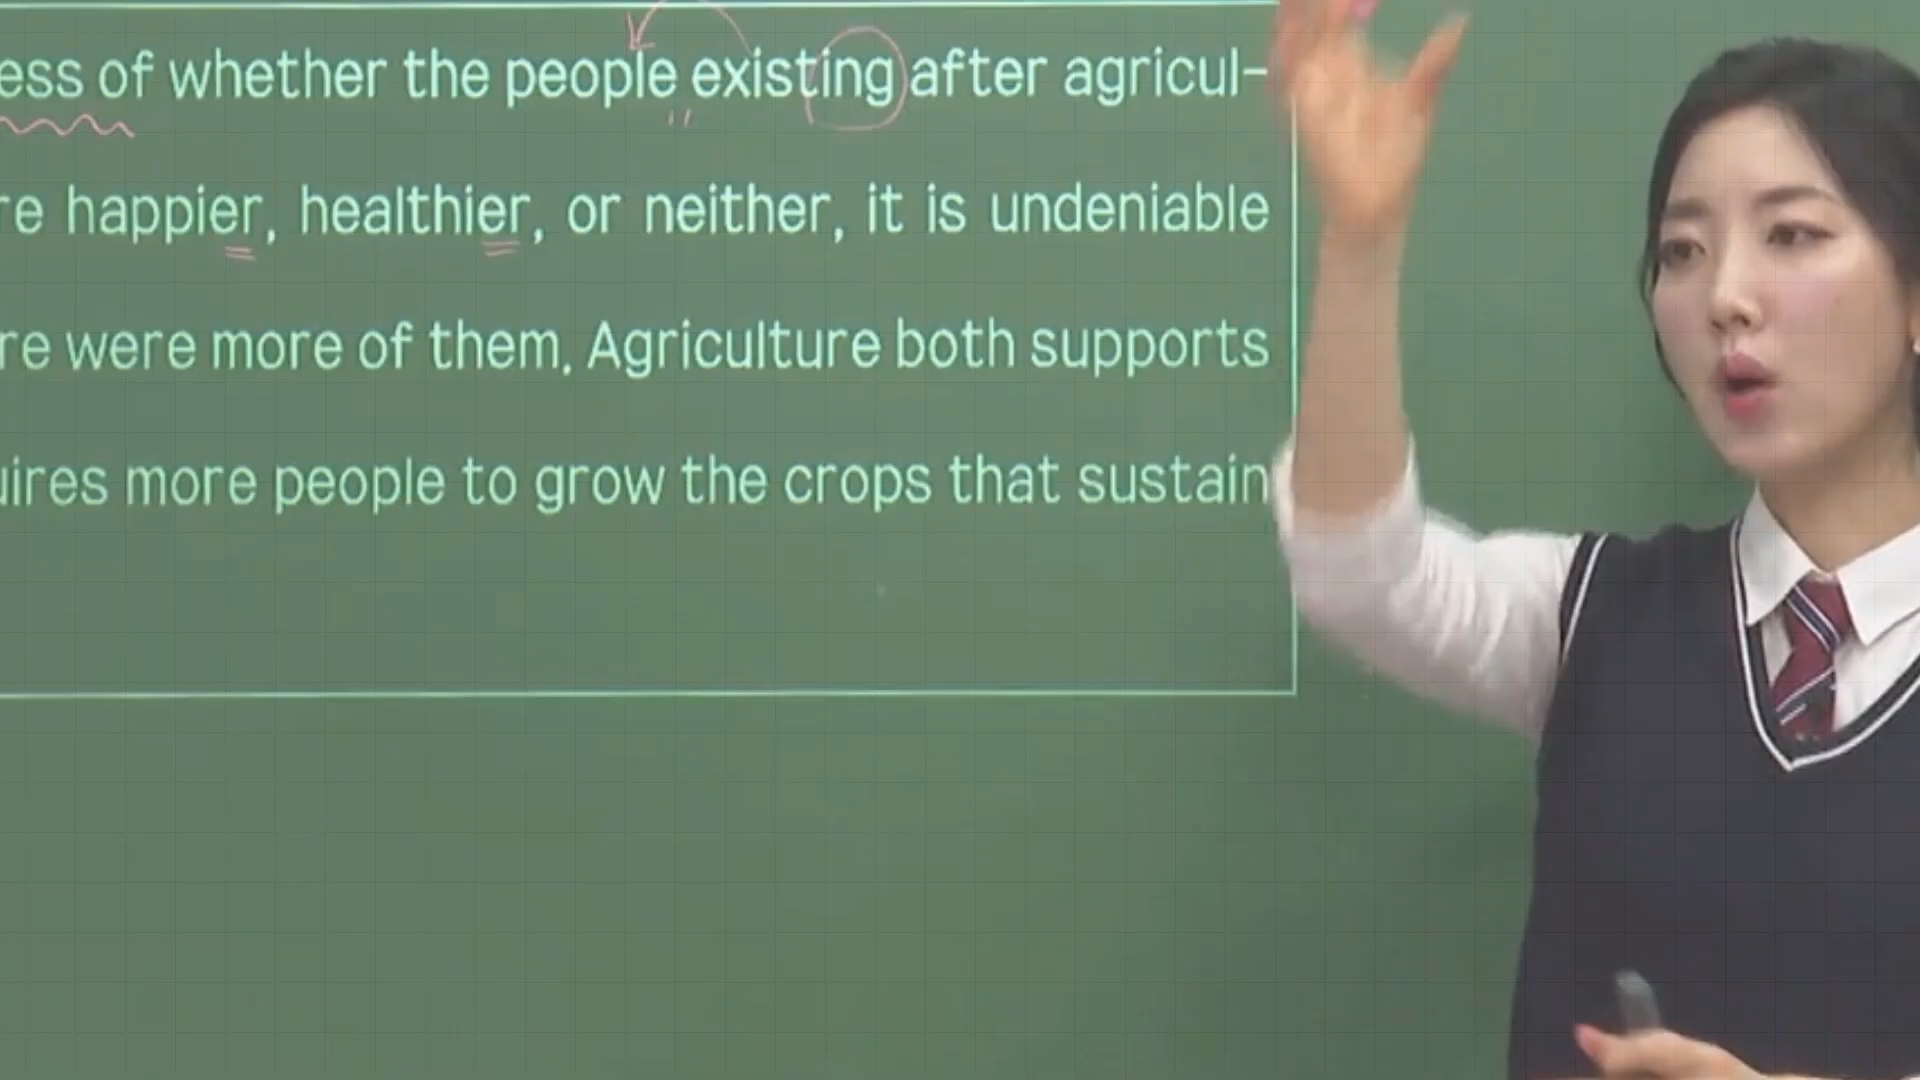 ess of whether the people existing after agricul-
re happier, healthier, or neither, it is undeniable
re were more of them. Agriculture both supports
uires more people to grow the crops that sustain